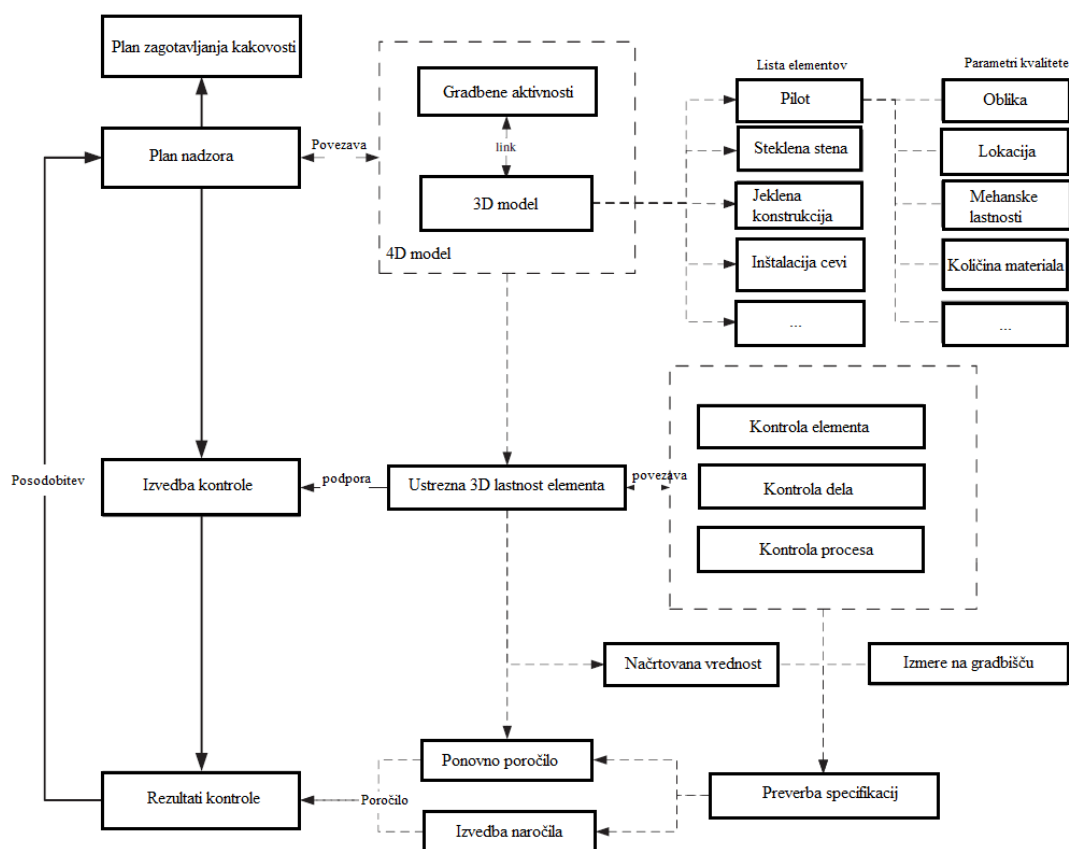 Plan zagotavljanja kakovosti
Lista elementov
Parametri kvalitete
Gradbene aktivnosti
Pilot
Oblika
Plan nadzora
Povezava
link
Steklena stena
Lokacija
3D model
Jeklena
konstrukcija
Mehanske
lastnosti
4D model
Inštalacija cevi
Količina materiala
...
...
Kontrola elementa
Posodobitev
Izvedba kontrole
podpora
Ustrezna 3D lastnost elementa
povezava
Kontrola dela
Kontrola procesa
Načrtovana vrednost
Izmere na gradbišču
Ponovno poročilo
Rezultati kontrole
Poročilo
Preverba specifikacij
Izvedba naročila